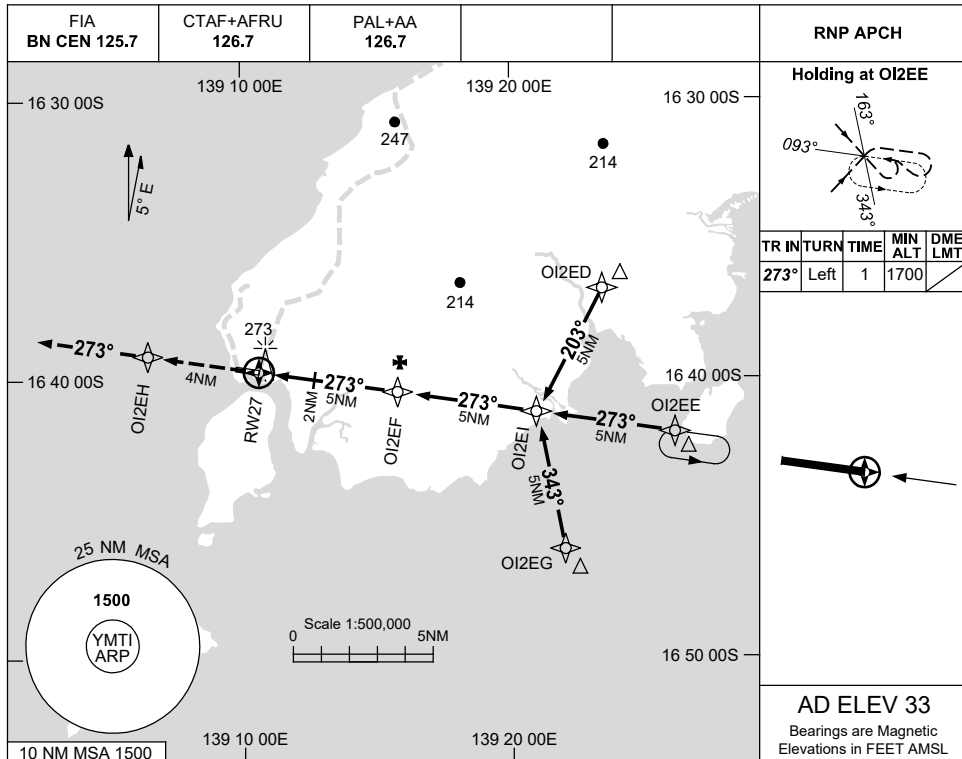 FIA
BN CEN 125.7
CTAF+AFRU
126.7
PAL+AA
126.7
RNP APCH
139 10 00E
139 20 00E
16 30 00S
16 30 00S
247
214
5° E
OI2ED
214
203°
5NM
273
273°
4NM
273°
5NM
2NM
273°
5NM
273°
5NM
16 40 00S
16 40 00S
OI2EE
OI2EH
RW27
OI2EF
OI2EI
343°
5NM
OI2EG
25 NM MSA
1500
YMTI
ARP
Scale 1:500,000
0
5NM
16 50 00S
139 10 00E
139 20 00E
10 NM MSA 1500
Holding at OI2EE
163°
093°
343°
TR IN
TURN
TIME
MIN
ALT
DME
LMT
273°
Left
1
1700
AD ELEV 33
Bearings are Magnetic
Elevations in FEET AMSL